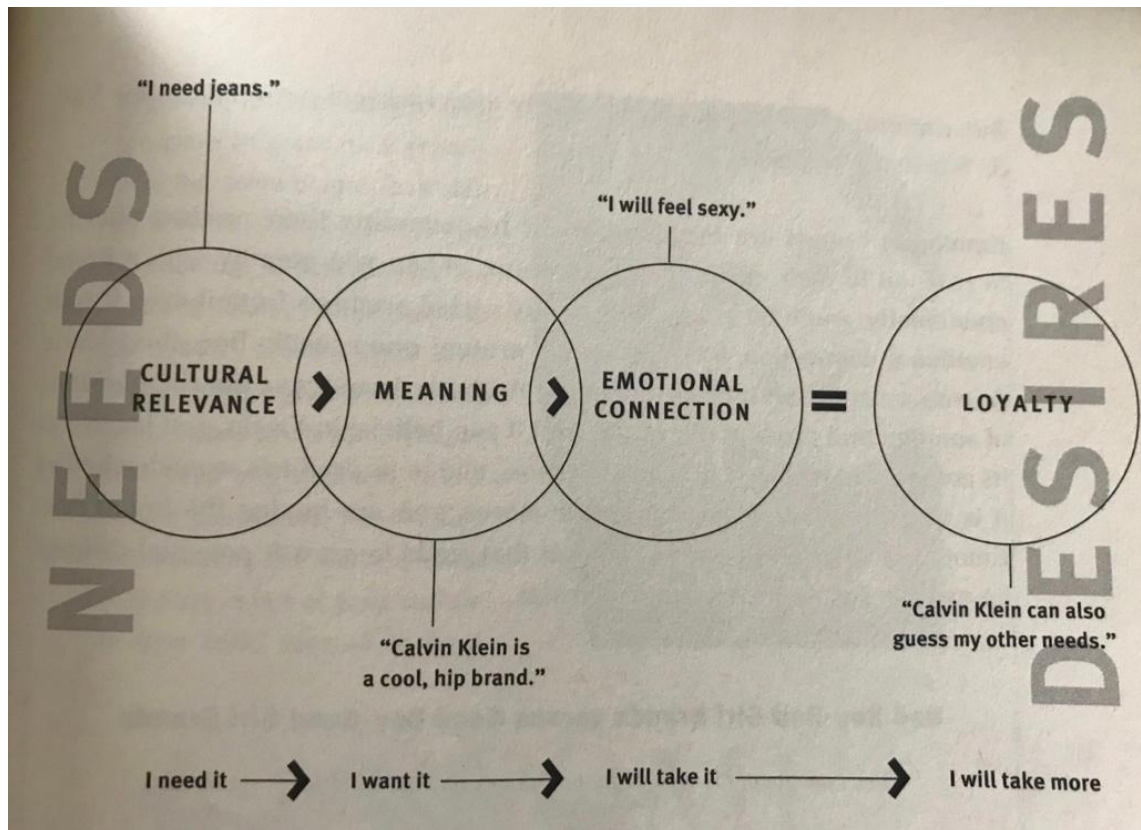 "I need jeans."
NEEDS
DESIRES
"I will feel sexy."
CULTURAL
RELEVANCE
>
MEANING
>
EMOTIONAL
CONNECTION
=
LOYALTY
"Calvin Klein is
a cool, hip brand."
"Calvin Klein can also
guess my other needs."
I need it
I want it
I will take it
I will take more